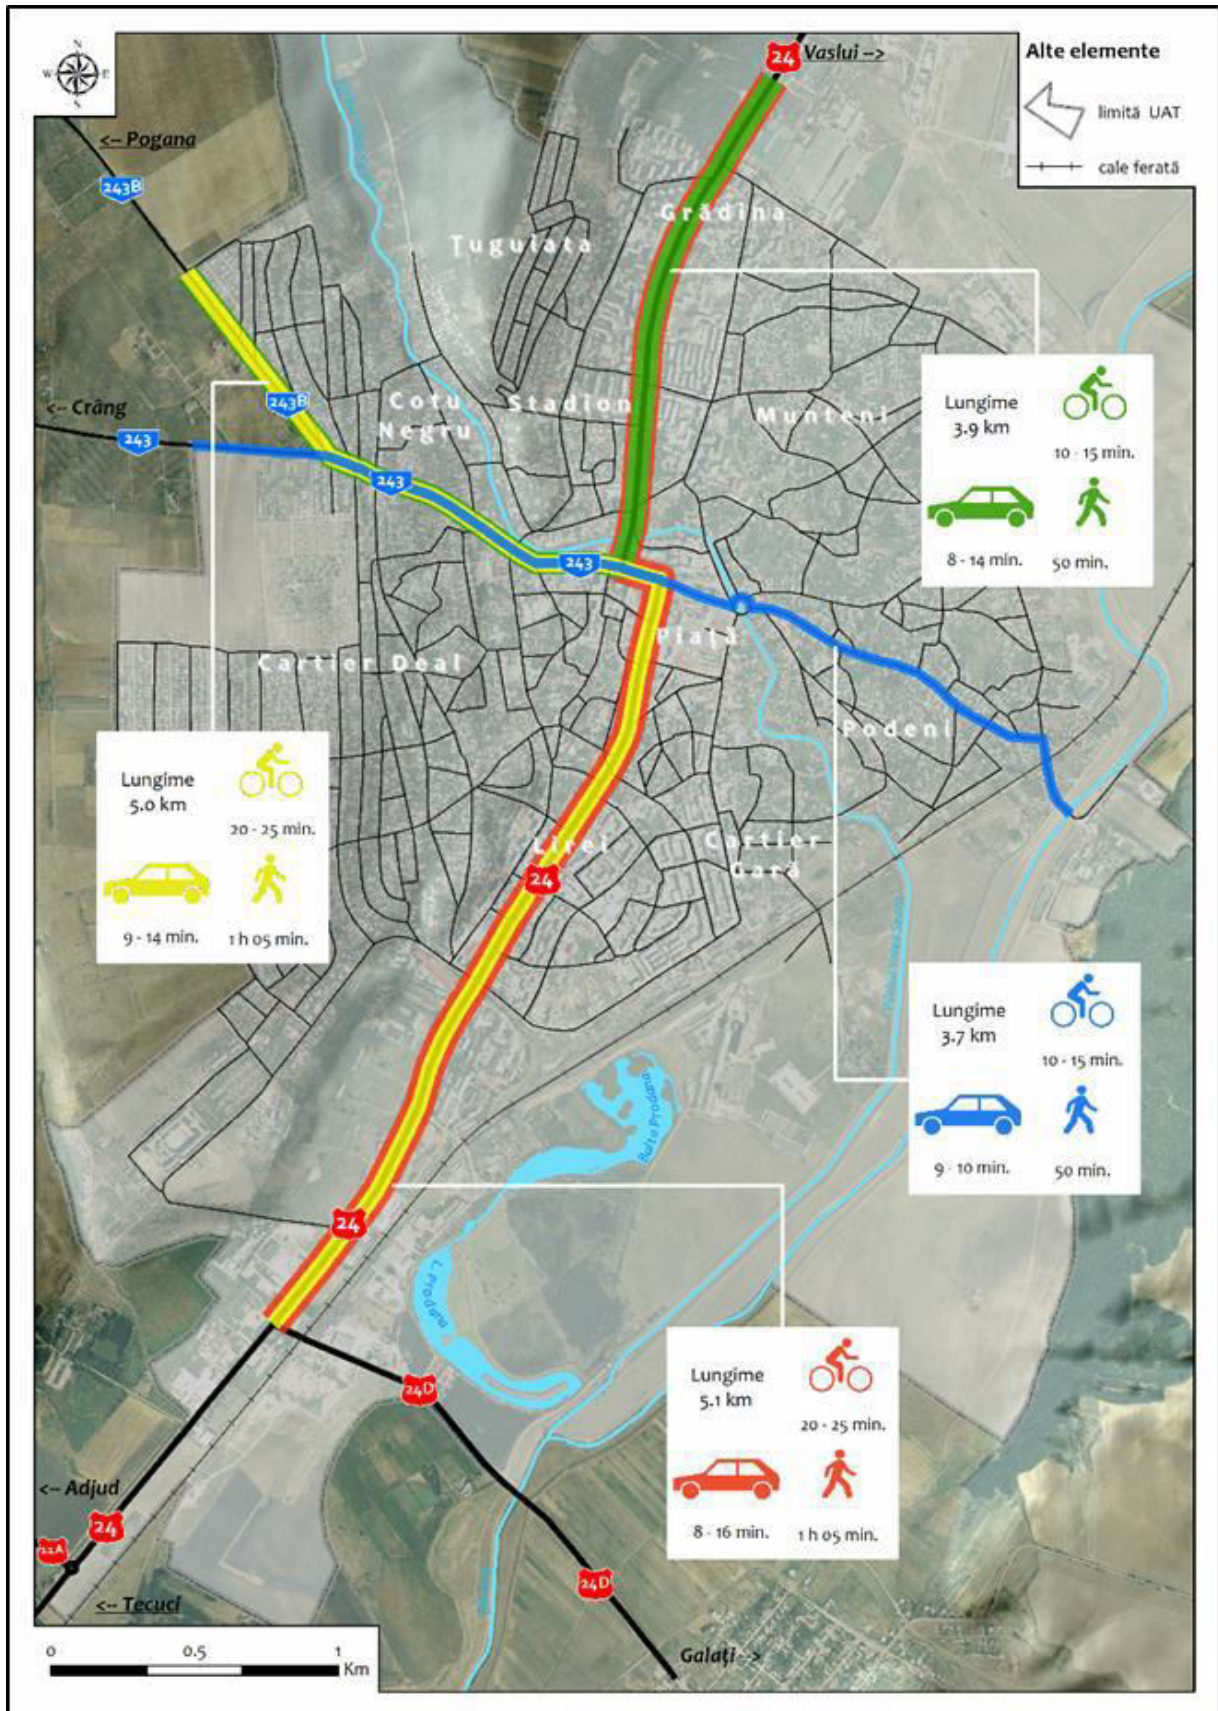 N
W
E
S
24
Vaslui -->
Alte elemente
limită UAT
cale ferată
<-- Pogana
243B
Grădina
Țuguiata
<-- Crâng
243
243B
Cotu
Negru
Stadion
Munteni
243
243
Lungime
3.9 km
10 - 15 min.
8 - 14 min.
50 min.
Piață
Cartier Deal
Podeni
Lungime
5.0 km
20 - 25 min.
9 - 14 min.
1 h 05 min.
Lirei
24
Cartier
Gară
Lungime
3.7 km
10 - 15 min.
9 - 10 min.
50 min.
Balta Prodana
24
L. Prodana
Lungime
5.1 km
20 - 25 min.
8 - 16 min.
1 h 05 min.
24D
<-- Adjud
24
11A
24D
<-- Tecuci
Galați -->
0
0.5
1
Km